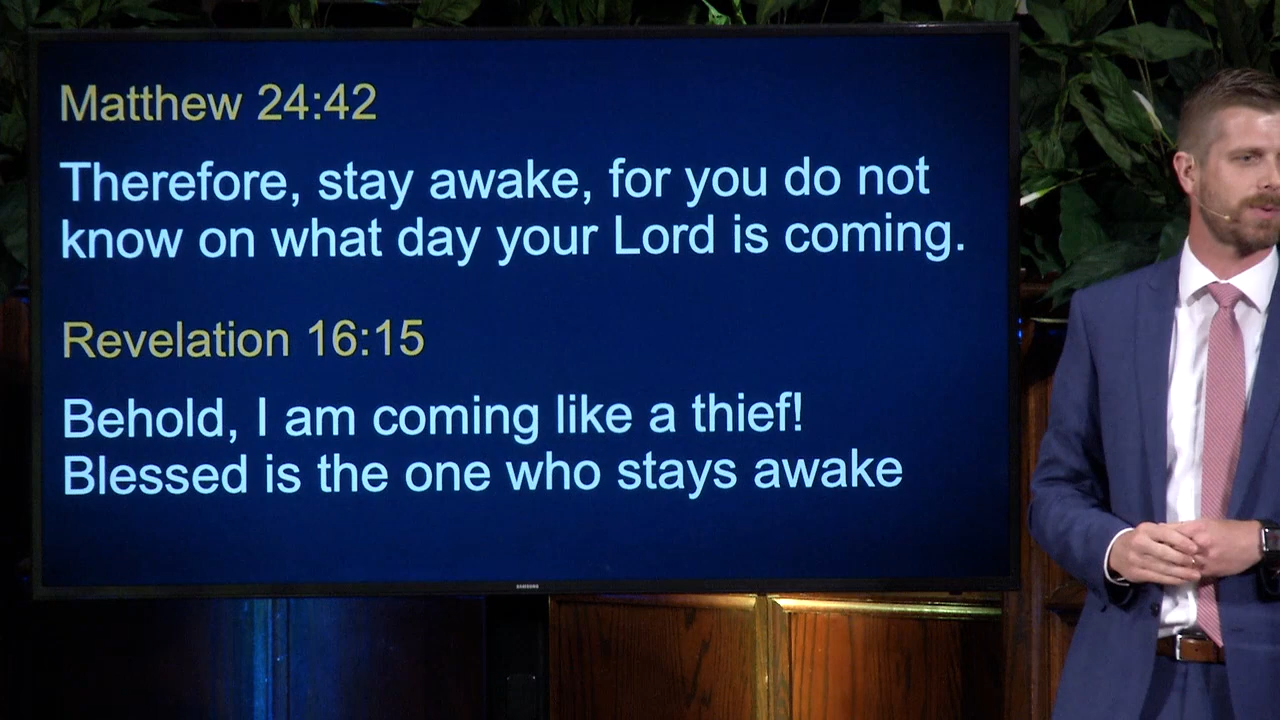 Matthew 24:42
Therefore, stay awake, for you do not
know on what day your Lord is coming.
Revelation 16:15
Behold, I am coming like a thief!
Blessed is the one who stays awake
SAMSUNG